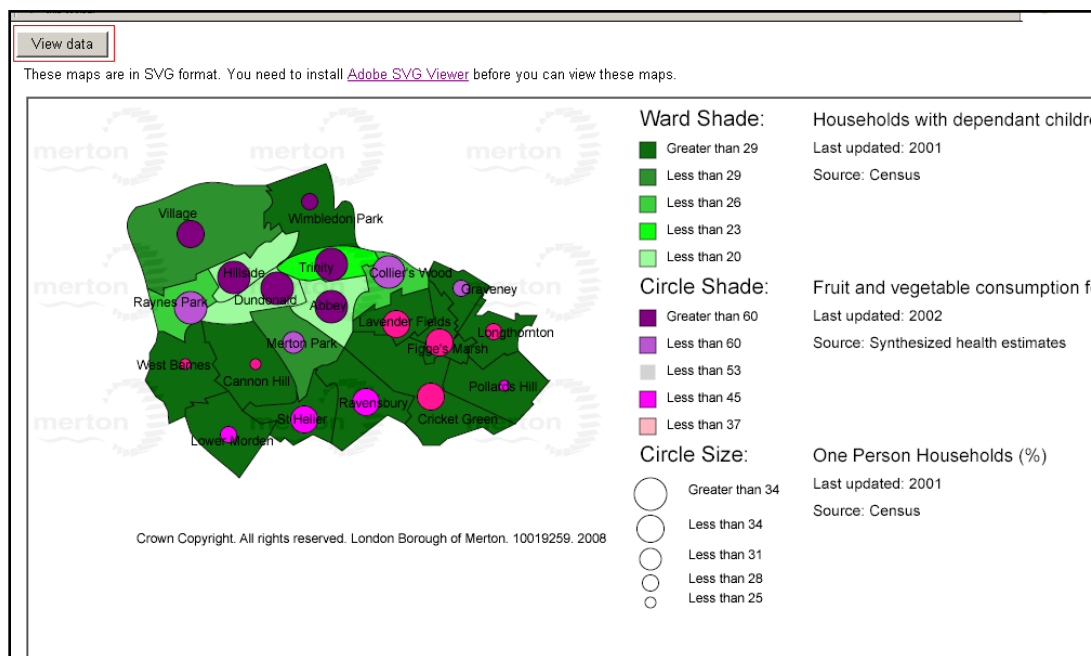 View data
These maps are in SVG format. You need to install Adobe SVG Viewer before you can view these maps.
merton merton merton
Village
Wimbledon Park
Hillside
Trinity
Collier's Wood
Raynes Park
Dundonald
Abbey
Graveney
Lavender Fields
Longthornton
Merton Park
Figge's Marsh
West Barnes
Cannon Hill
Pollards Hill
Ravensbury
St Helier
Cricket Green
Lower Morden
Crown Copyright. All rights reserved. London Borough of Merton. 10019259. 2008
Ward Shade: Households with dependant childre
Greater than 29 Last updated: 2001
Less than 29 Source: Census
Less than 26
Less than 23
Less than 20
Circle Shade: Fruit and vegetable consumption fo
Greater than 60 Last updated: 2002
Less than 60 Source: Synthesized health estimates
Less than 53
Less than 45
Less than 37
Circle Size: One Person Households (%)
Greater than 34 Last updated: 2001
Less than 34 Source: Census
Less than 31
Less than 28
Less than 25